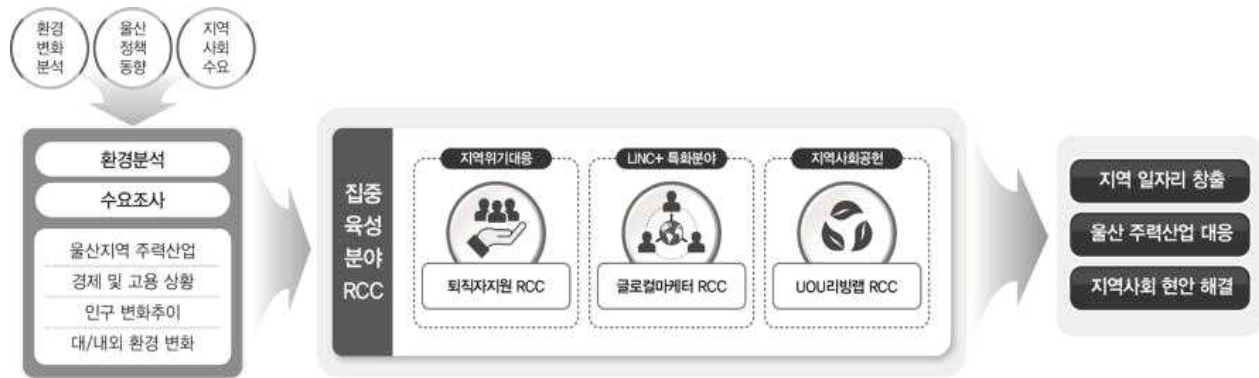 환경
변화
분석
울산
정책
동향
지역
사회
수요
환경분석
수요조사
울산지역 주력산업
경제 및 고용 상황
인구 변화추이
대/내외 환경 변화
집중
육성
분야
RCC
지역위기대응
퇴직자지원 RCC
LINC+ 특화분야
글로컬마케터 RCC
지역사회공헌
UOU리빙랩 RCC
지역 일자리 창출
울산 주력산업 대응
지역사회 현안 해결